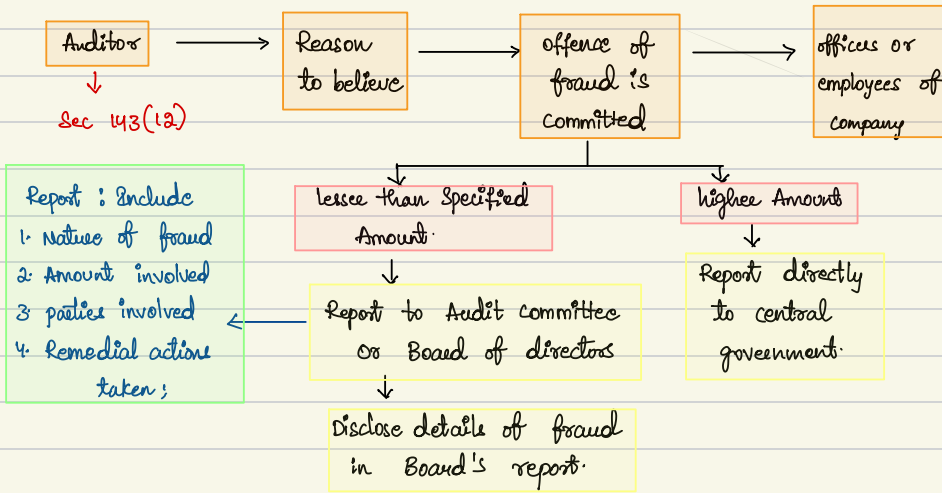 Auditor
Sec 143(12)
Reason
to believe
offence of
fraud is
committed
officers or
employees of
company
Report : Include
1. Nature of fraud
2. Amount involved
3. parties involved
4. Remedial actions
taken;
lesser than Specified
Amount.
higher Amount
Report to Audit Committee
or Board of directors
Report directly
to central
government.
Disclose details of fraud
in Board's report.